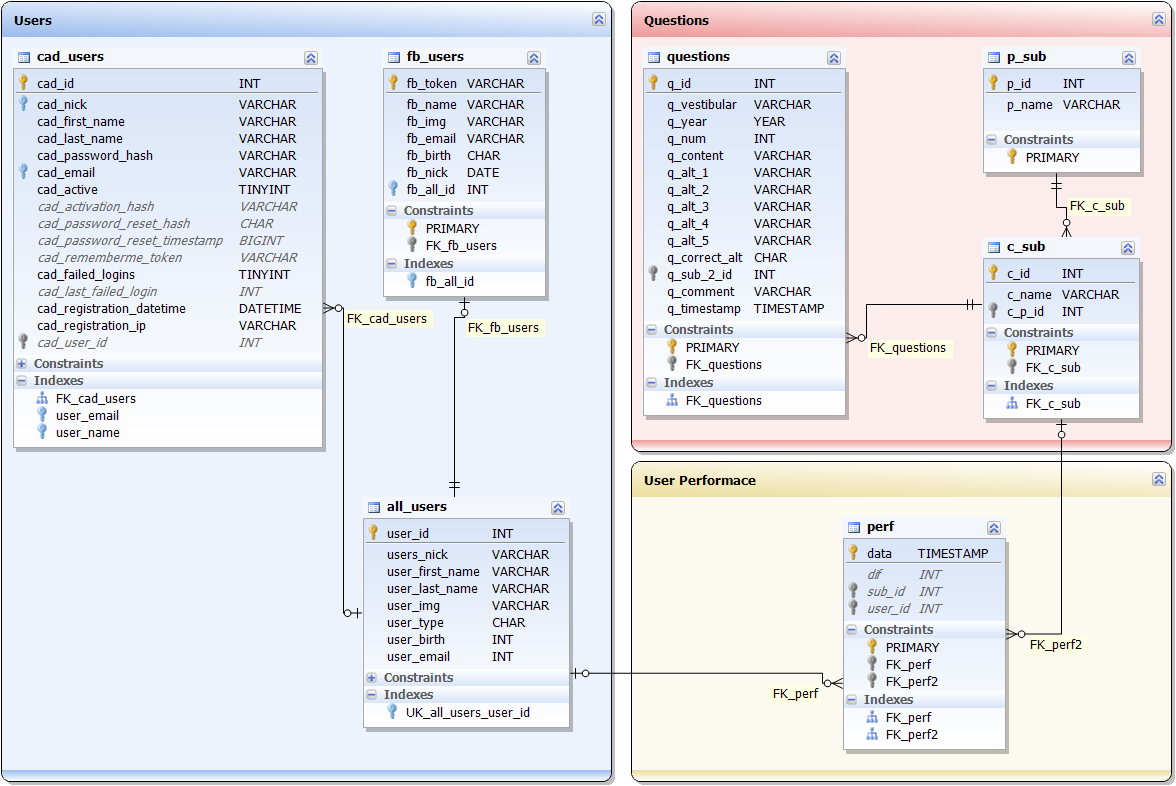 Users
cad_users
cad_id INT
cad_nick VARCHAR
cad_first_name VARCHAR
cad_last_name VARCHAR
cad_password_hash VARCHAR
cad_email VARCHAR
cad_active TINYINT
cad_activation_hash VARCHAR
cad_password_reset_hash CHAR
cad_password_reset_timestamp BIGINT
cad_rememberme_token VARCHAR
cad_failed_logins TINYINT
cad_last_failed_login INT
cad_registration_datetime DATETIME
cad_registration_ip VARCHAR
cad_user_id INT
Constraints
Indexes
FK_cad_users
user_email
user_name
FK_cad_users
fb_users
fb_token VARCHAR
fb_name VARCHAR
fb_img VARCHAR
fb_email VARCHAR
fb_birth CHAR
fb_nick DATE
fb_all_id INT
Constraints
PRIMARY
FK_fb_users
Indexes
fb_all_id
FK_fb_users
all_users
user_id INT
users_nick VARCHAR
user_first_name VARCHAR
user_last_name VARCHAR
user_img VARCHAR
user_type CHAR
user_birth INT
user_email INT
Constraints
Indexes
UK_all_users_user_id
Questions
questions
q_id INT
q_vestibular VARCHAR
q_year YEAR
q_num INT
q_content VARCHAR
q_alt_1 VARCHAR
q_alt_2 VARCHAR
q_alt_3 VARCHAR
q_alt_4 VARCHAR
q_alt_5 VARCHAR
q_correct_alt CHAR
q_sub_2_id INT
q_comment VARCHAR
q_timestamp TIMESTAMP
Constraints
PRIMARY
FK_questions
Indexes
FK_questions
FK_questions
p_sub
p_id INT
p_name VARCHAR
Constraints
PRIMARY
FK_c_sub
c_sub
c_id INT
c_name VARCHAR
c_p_id INT
Constraints
PRIMARY
FK_c_sub
Indexes
FK_c_sub
User Performace
perf
data TIMESTAMP
dif INT
sub_id INT
user_id INT
Constraints
PRIMARY
FK_perf
FK_perf2
Indexes
FK_perf
FK_perf2
FK_perf
FK_perf2